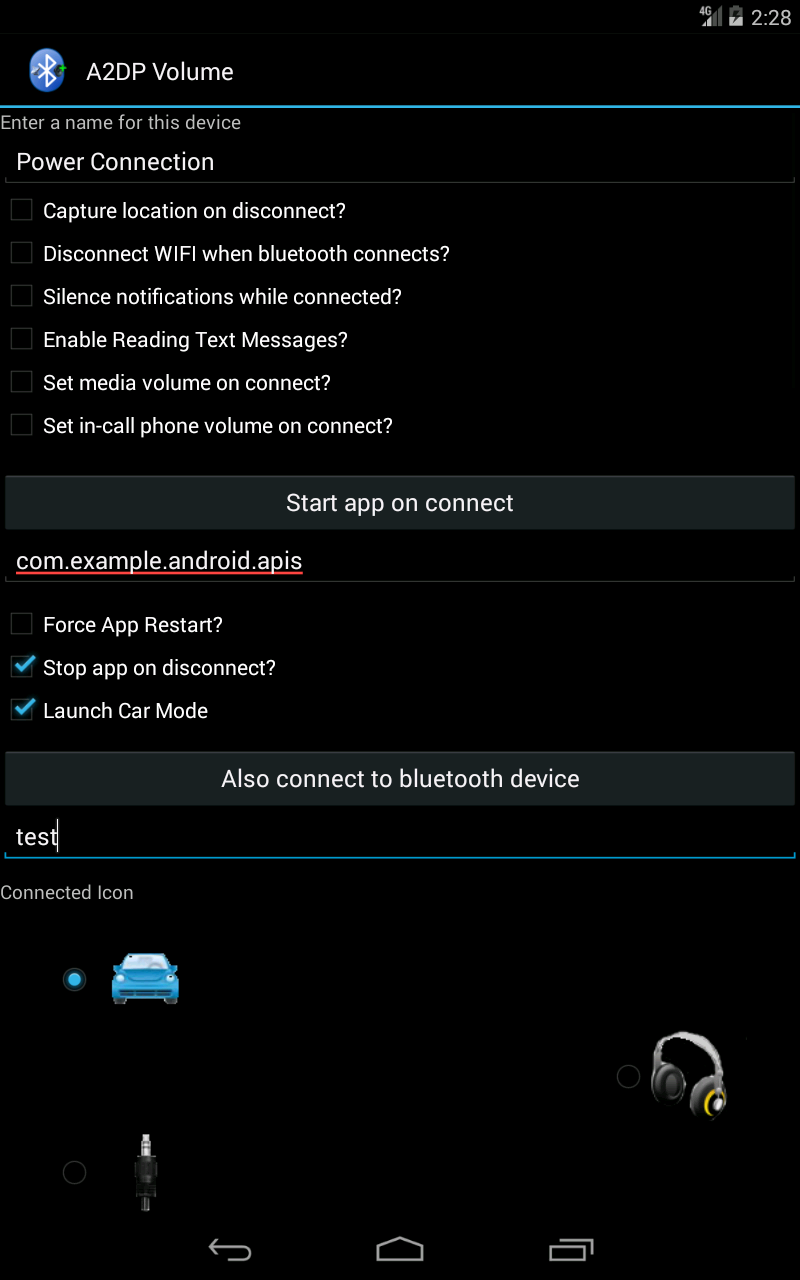 4G 2:28
A2DP Volume
Enter a name for this device
Power Connection
Capture location on disconnect?
Disconnect WIFI when bluetooth connects?
Silence notifications while connected?
Enable Reading Text Messages?
Set media volume on connect?
Set in-call phone volume on connect?
Start app on connect
com.example.android.apis
Force App Restart?
Stop app on disconnect?
Launch Car Mode
Also connect to bluetooth device
test
Connected Icon